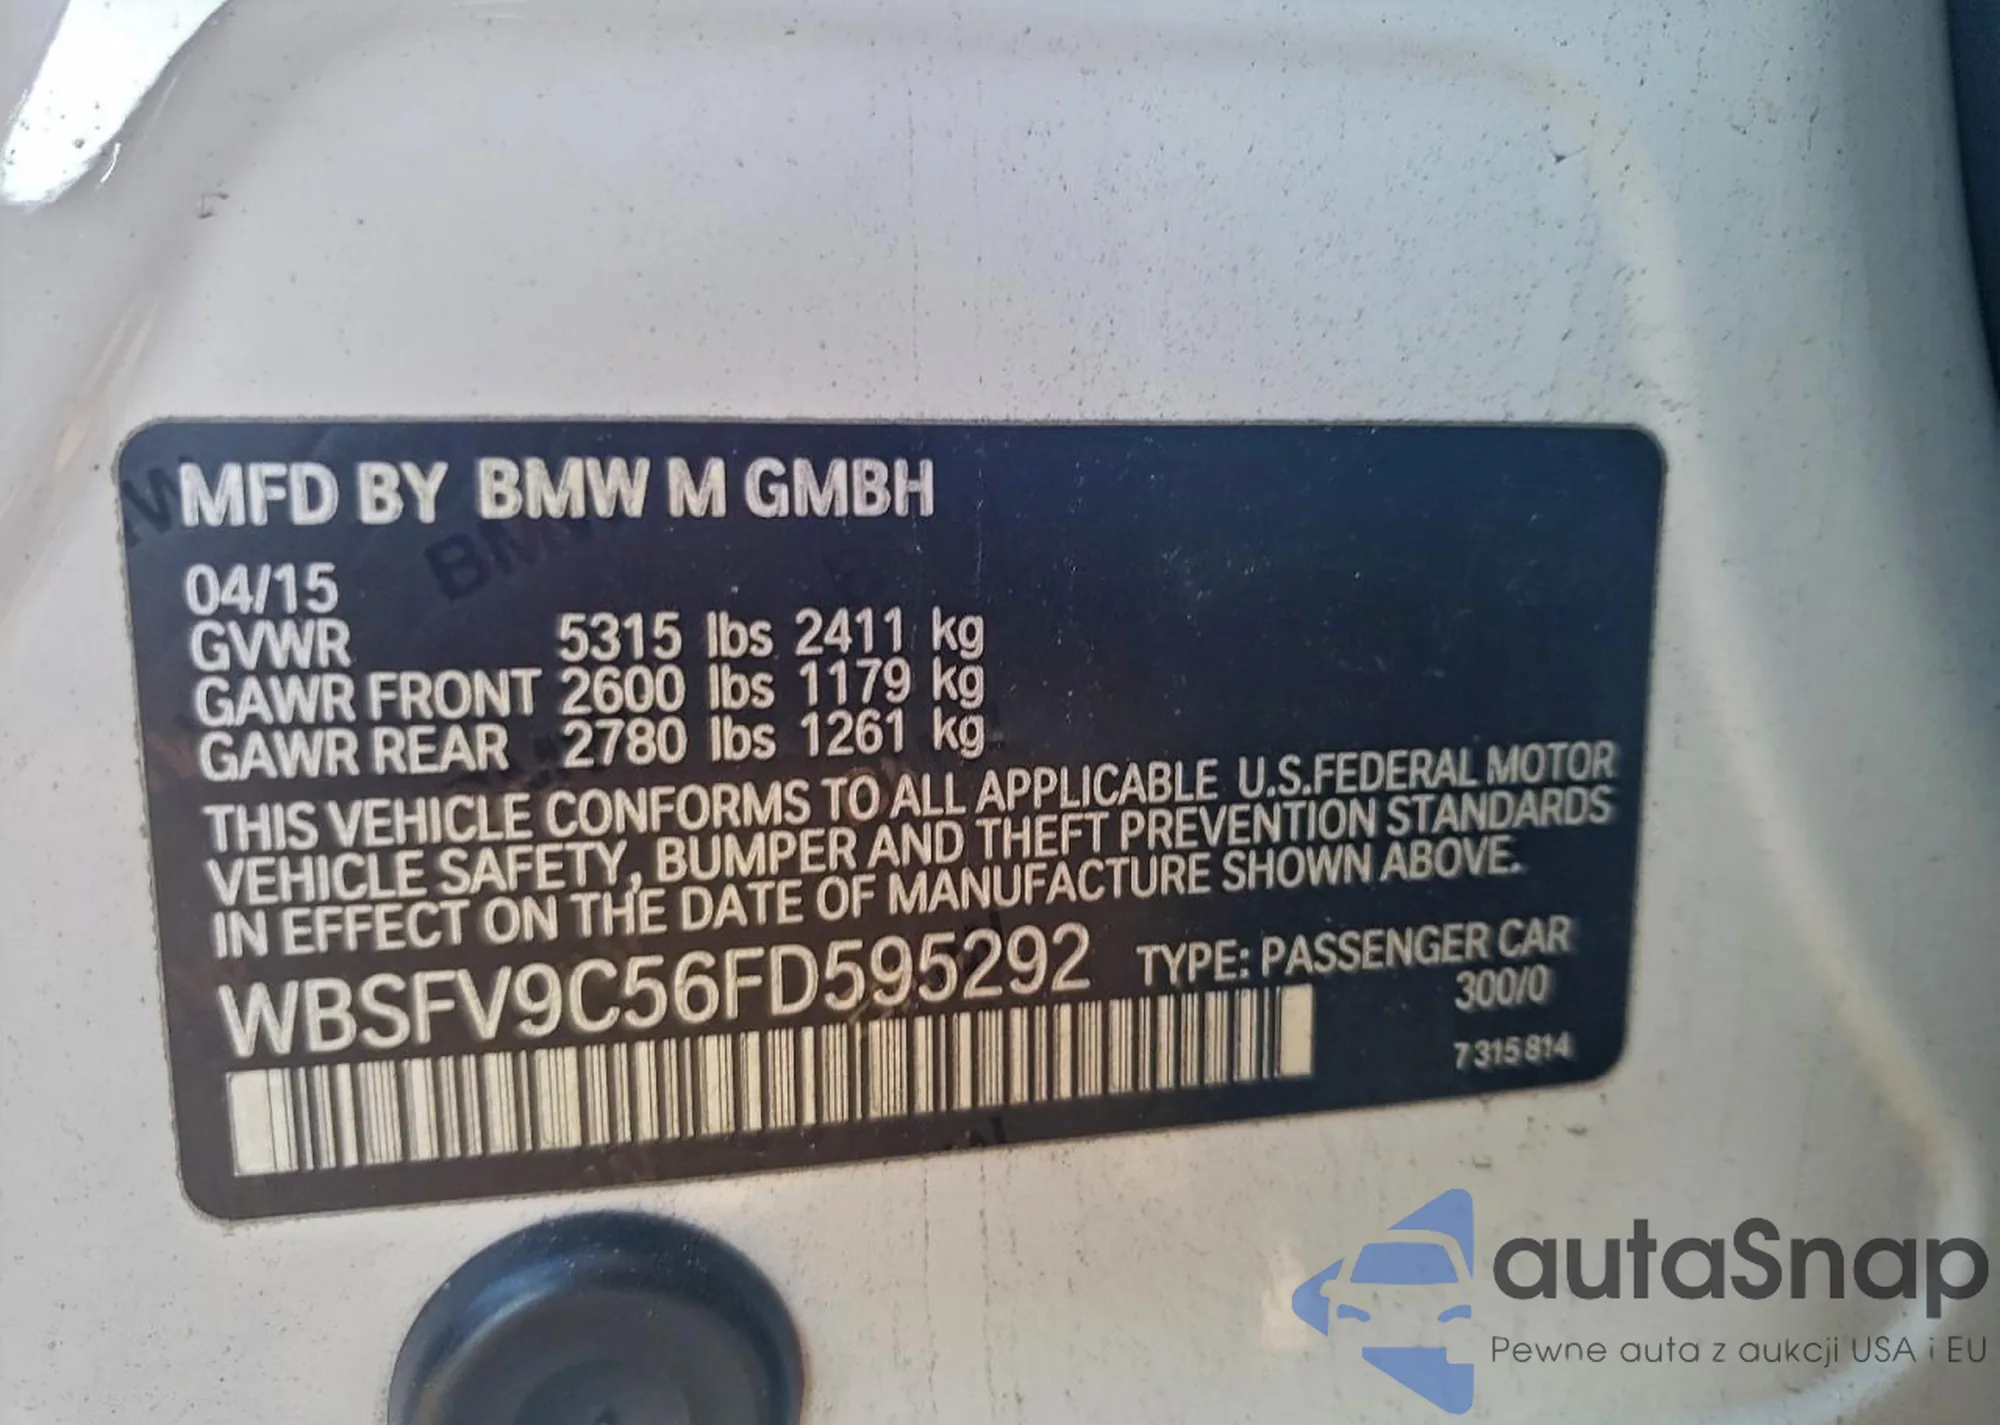 MFD BY BMW M GMBH
04/15
GVWR 5315 lbs 2411 kg
GAWR FRONT 2600 lbs 1179 kg
GAWR REAR 2780 lbs 1261 kg
THIS VEHICLE CONFORMS TO ALL APPLICABLE U.S.FEDERAL MOTOR
VEHICLE SAFETY, BUMPER AND THEFT PREVENTION STANDARDS
IN EFFECT ON THE DATE OF MANUFACTURE SHOWN ABOVE.
WBSFV9C56FD595292 TYPE: PASSENGER CAR
300/0
7 315 814
autaSnap
Pewne auta z aukcji USA i EU